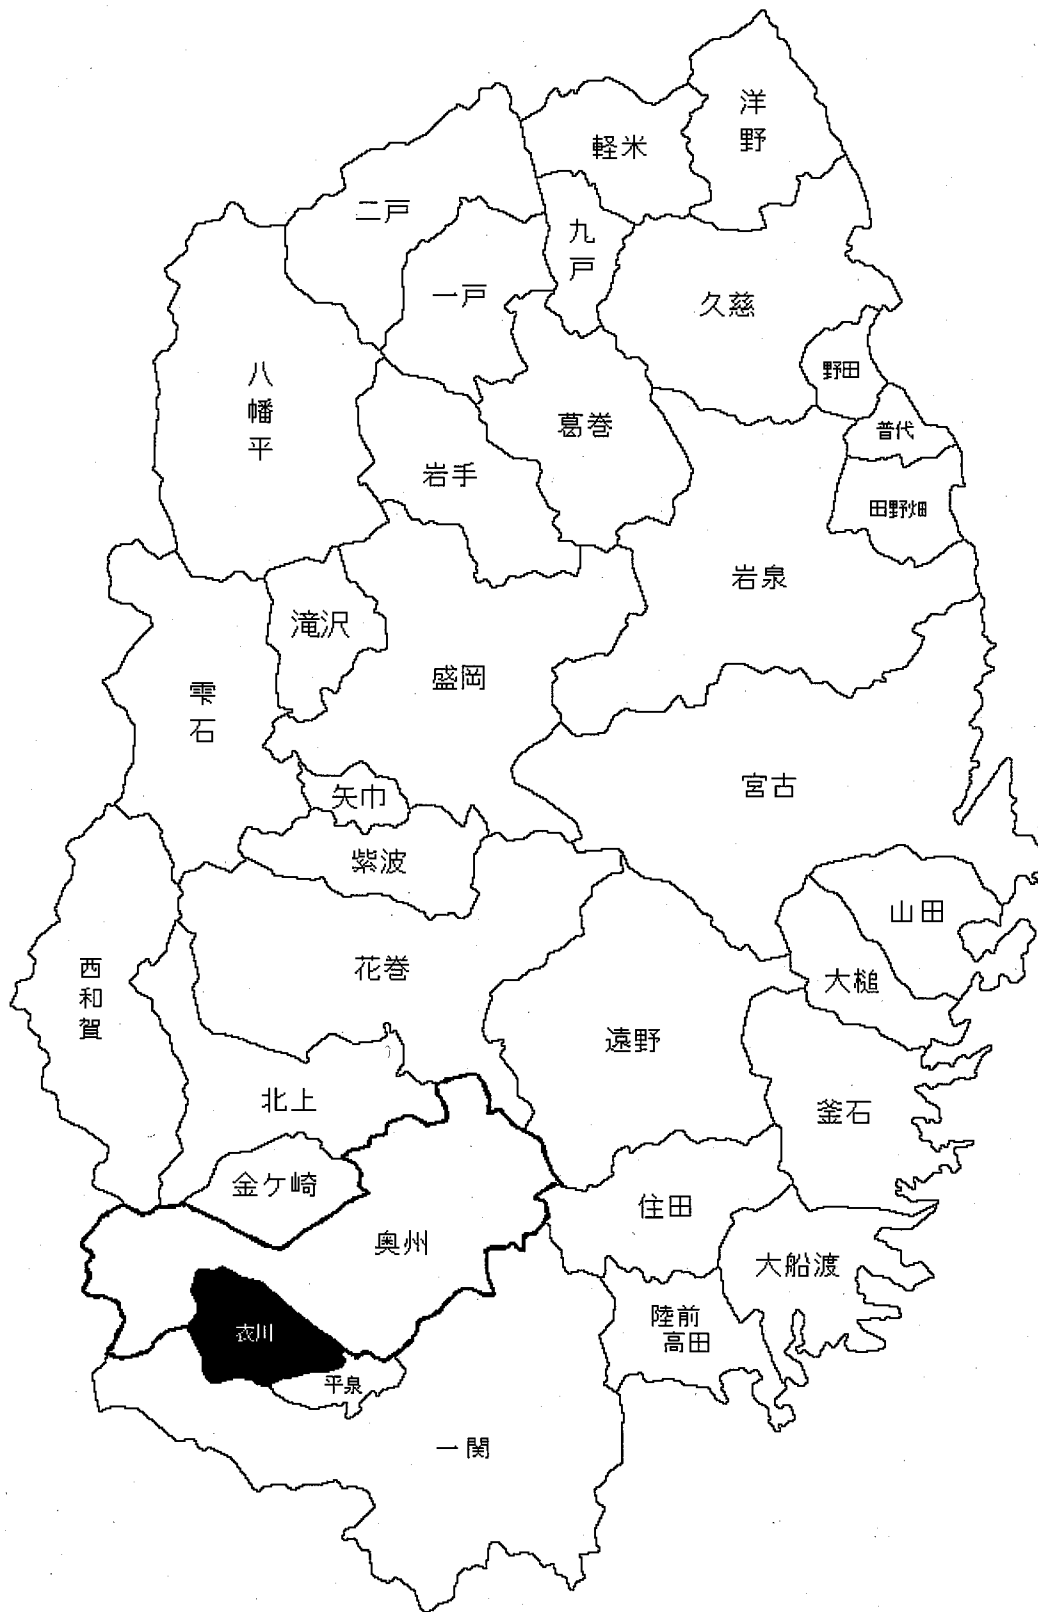 洋野
軽米
二戸
九戸
一戸
久慈
野田
八幡平
葛巻
普代
岩手
田野畑
岩泉
滝沢
盛岡
雫石
宮古
矢巾
紫波
山田
花巻
大槌
西和賀
遠野
北上
釜石
金ケ崎
住田
奥州
大船渡
陸前
高田
衣川
平泉
一関